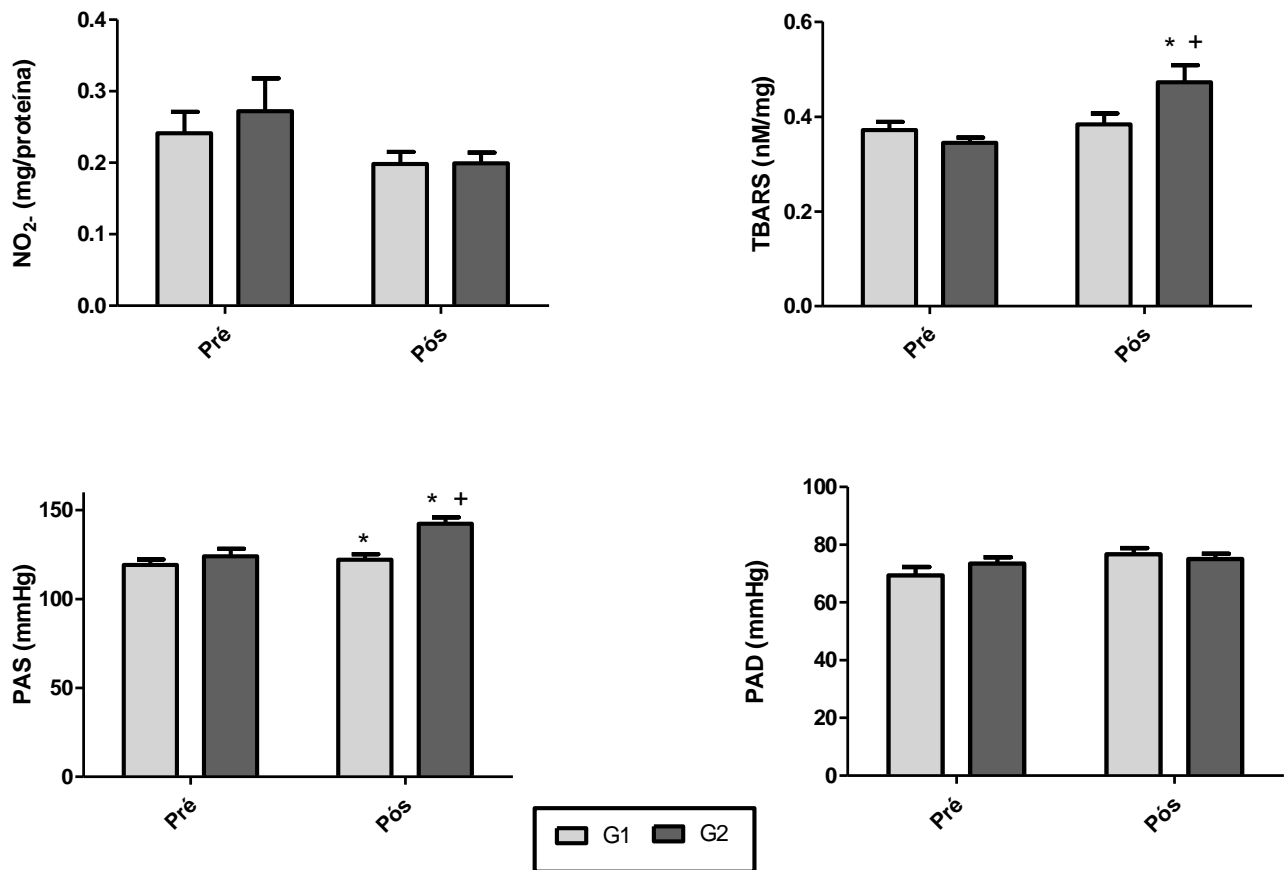 NO2- (mg/proteína)
0.4
0.3
0.2
0.1
0.0
Pré
Pós
TBARS (nM/mg)
0.6
* +
0.4
0.2
0.0
Pré
Pós
PAS (mmHg)
150
* +
*
100
50
0
Pré
Pós
PAD (mmHg)
100
80
60
40
20
0
Pré
Pós
G1 G2